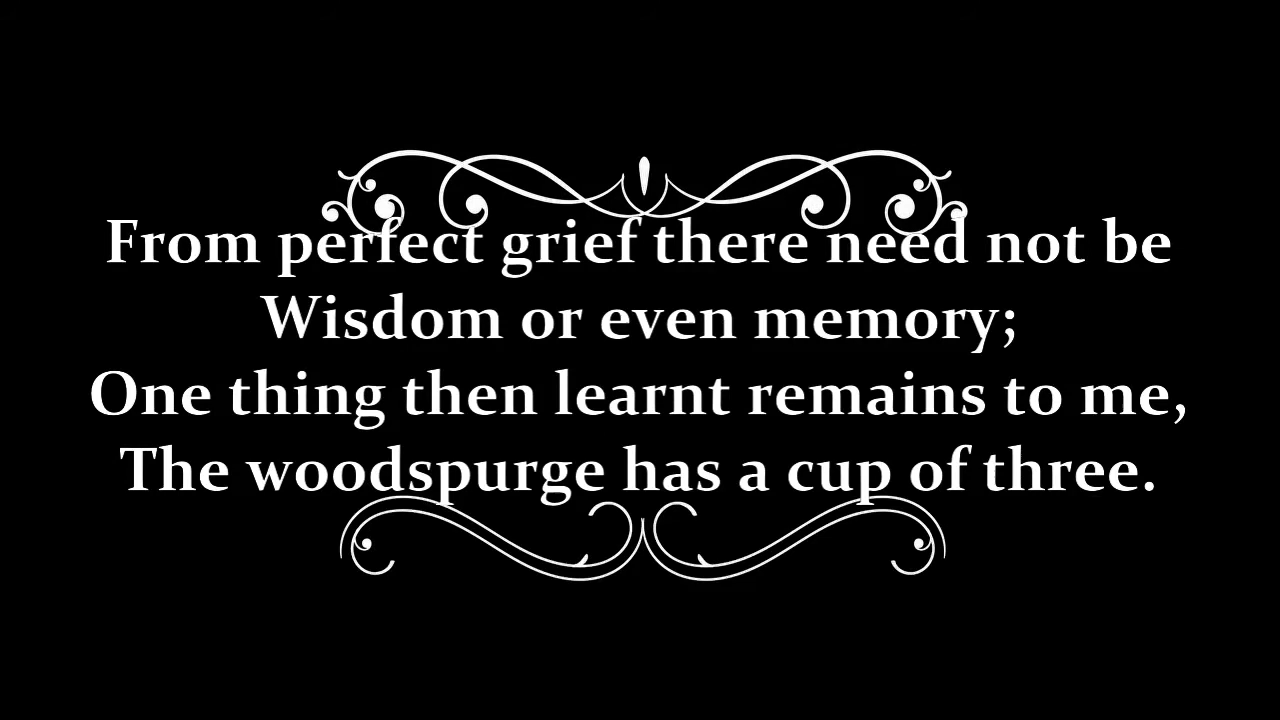 From perfect grief there need not be
Wisdom or even memory;
One thing then learnt remains to me,
The woodspurge has a cup of three.